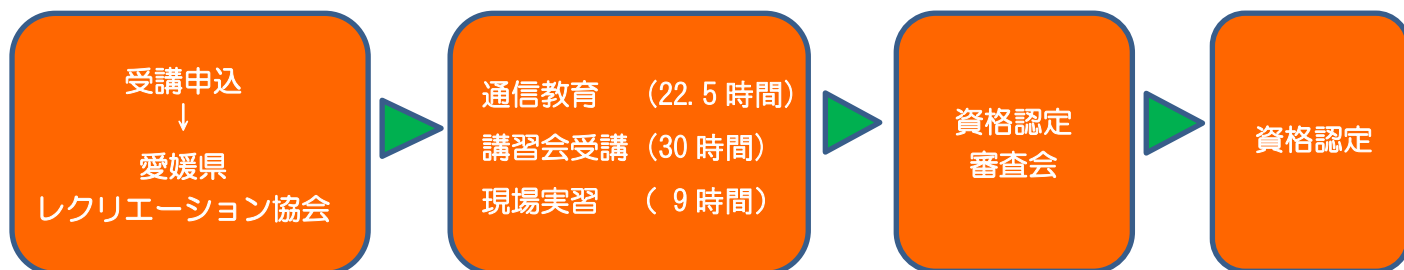 受講申込
↓
愛媛県
レクリエーション協会
通信教育 (22.5時間)
講習会受講 (30時間)
現場実習 ( 9時間)
資格認定
審査会
資格認定